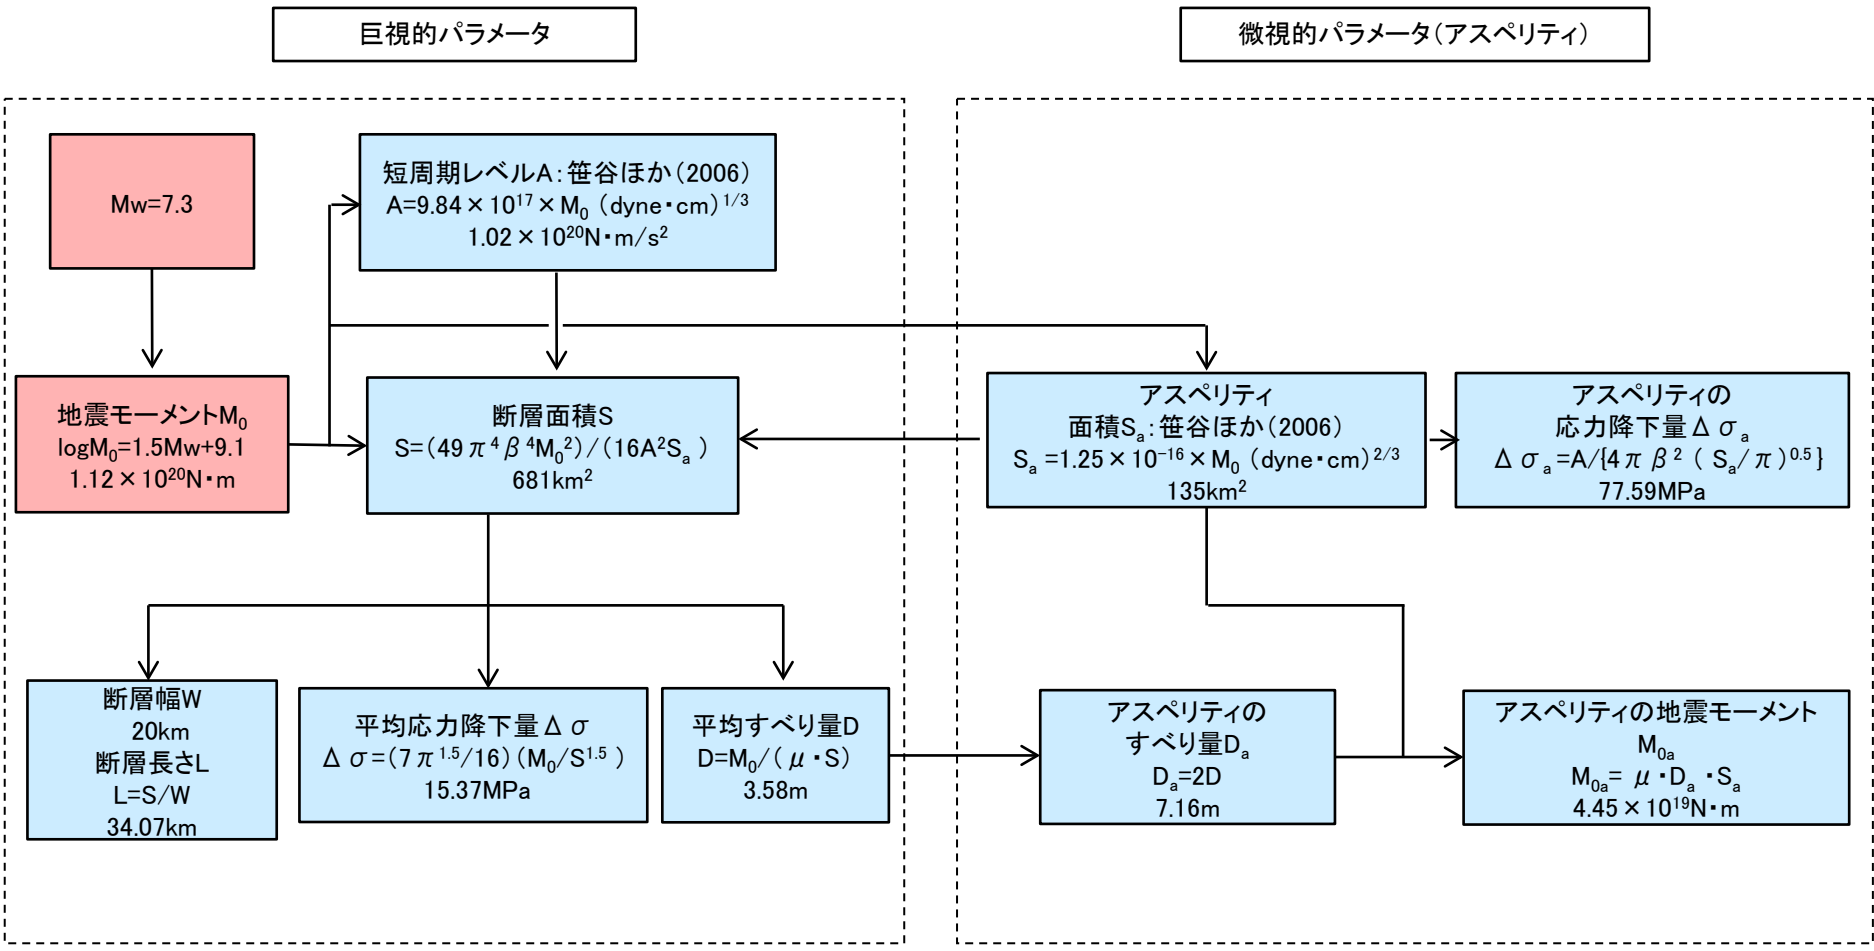 巨視的パラメータ
微視的パラメータ(アスペリティ)
Mw=7.3
短周期レベルA:笹谷ほか(2006)
A=9.84×10¹⁷×M₀ (dyne・cm)¹ᐟ³
1.02×10²⁰N・m/s²
地震モーメントM₀
logM₀=1.5Mw+9.1
1.12×10²⁰N・m
断層面積S
S=(49π⁴β⁴M₀²)/(16A²Sₐ)
681km²
アスペリティ
面積Sₐ:笹谷ほか(2006)
Sₐ=1.25×10⁻¹⁶×M₀ (dyne・cm)²ᐟ³
135km²
アスペリティの
応力降下量Δσₐ
Δσₐ=A/{4πβ²(Sₐ/π)⁰·⁵}
77.59MPa
断層幅W
20km
断層長さL
L=S/W
34.07km
平均応力降下量Δσ
Δσ=(7π¹·⁵/16)(M₀/S¹·⁵)
15.37MPa
平均すべり量D
D=M₀/(μ・S)
3.58m
アスペリティの
すべり量Dₐ
Dₐ=2D
7.16m
アスペリティの地震モーメント
M₀ₐ
M₀ₐ=μ・Dₐ・Sₐ
4.45×10¹⁹N・m